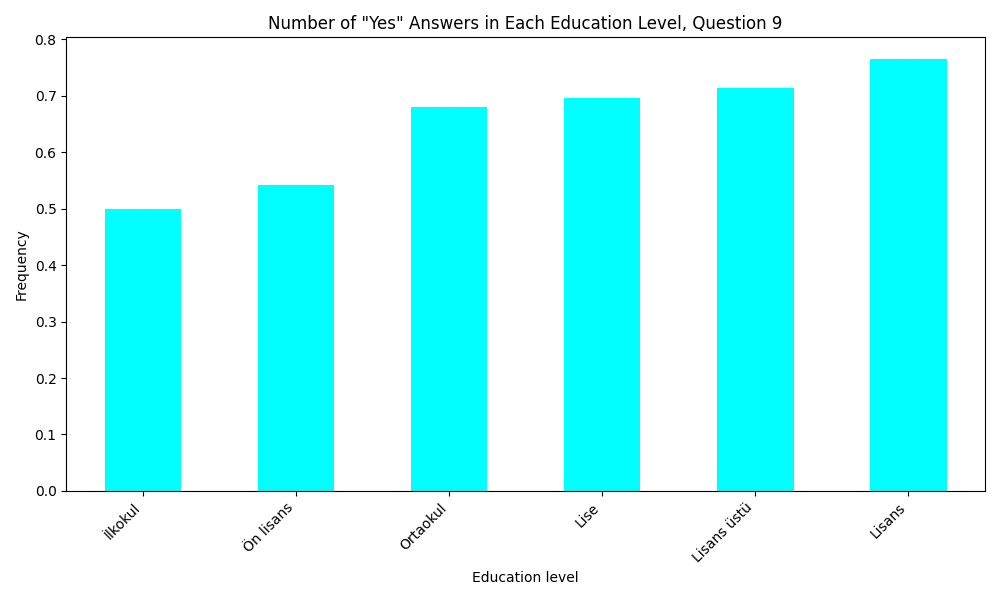 Number of "Yes" Answers in Each Education Level, Question 9
0.8
0.7
0.6
0.5
0.4
0.3
0.2
0.1
0.0
Frequency
İlkokul
Ön lisans
Ortaokul
Lise
Lisans üstü
Lisans
Education level